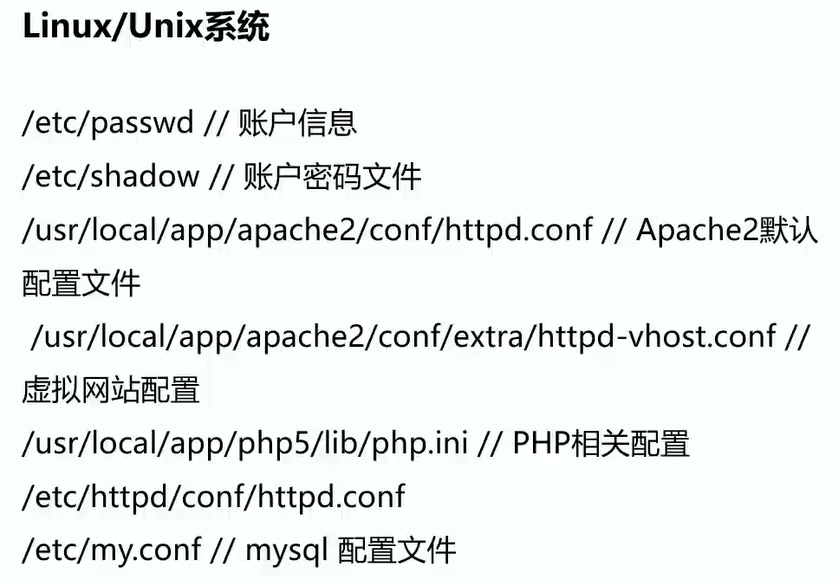 Linux/Unix系统
/etc/passwd // 账户信息
/etc/shadow // 账户密码文件
/usr/local/app/apache2/conf/httpd.conf // Apache2默认
配置文件
/usr/local/app/apache2/conf/extra/httpd-vhost.conf //
虚拟网站配置
/usr/local/app/php5/lib/php.ini // PHP相关配置
/etc/httpd/conf/httpd.conf
/etc/my.conf // mysql 配置文件